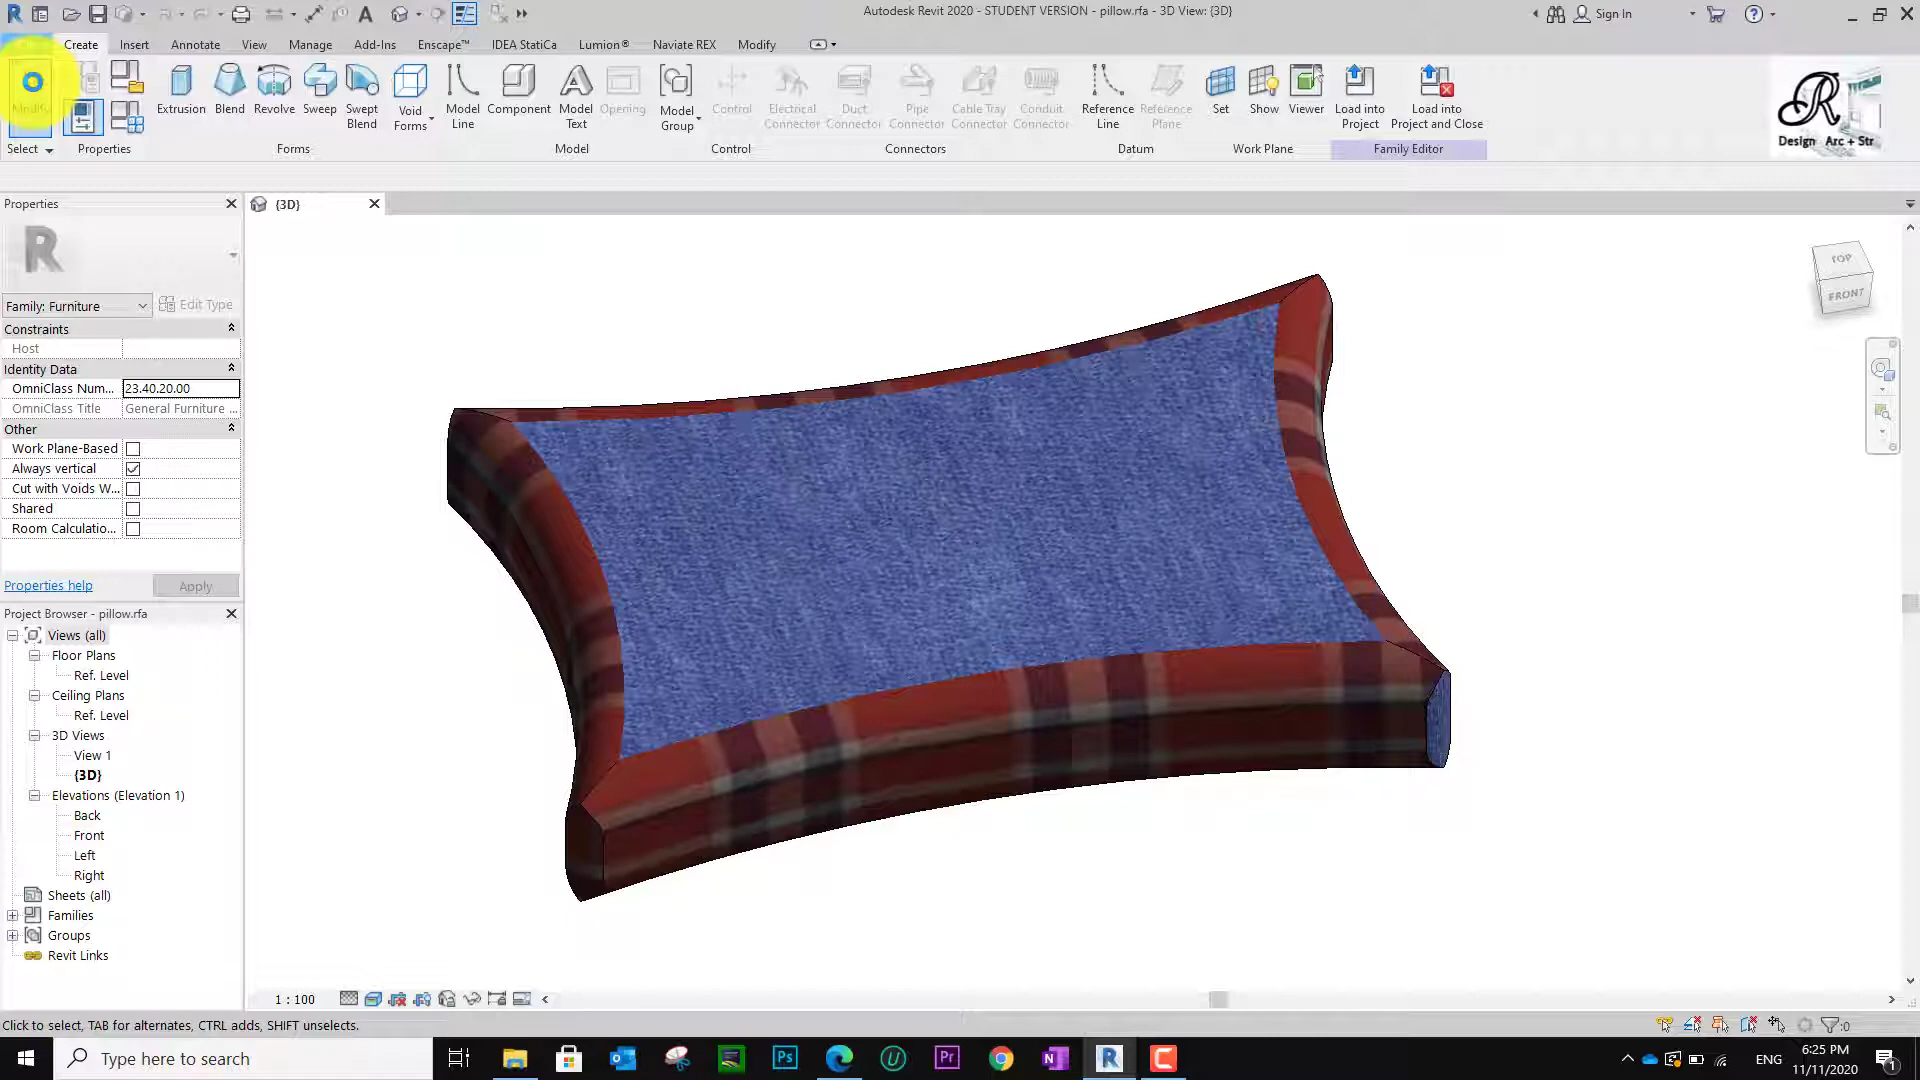 Autodesk Revit 2020 - STUDENT VERSION - pillow.rfa - 3D View: {3D}
Sign In
Create
Insert
Annotate
View
Manage
Add-Ins
Enscape™
IDEA StatiCa
Lumion®
Naviate REX
Modify
Modify
Extrusion
Blend
Revolve
Sweep
Swept Blend
Void Forms
Model Line
Component
Model Text
Opening
Model Group
Control
Electrical Connector
Duct Connector
Pipe Connector
Cable Tray Connector
Conduit Connector
Reference Line
Reference Plane
Set
Show
Viewer
Load into Project
Load into Project and Close
Select
Properties
Forms
Model
Control
Connectors
Datum
Work Plane
Family Editor
R
Design Arc + Str
Properties
{3D}
R
Family: Furniture
Edit Type
Constraints
Host
Identity Data
OmniClass Num... 23.40.20.00
OmniClass Title General Furniture ...
Other
Work Plane-Based
Always vertical
Cut with Voids W...
Shared
Room Calculatio...
Properties help
Apply
Project Browser - pillow.rfa
Views (all)
Floor Plans
Ref. Level
Ceiling Plans
Ref. Level
3D Views
View 1
{3D}
Elevations (Elevation 1)
Back
Front
Left
Right
Sheets (all)
Families
Groups
Revit Links
TOP
FRONT
1 : 100
Click to select, TAB for alternates, CTRL adds, SHIFT unselects.
:0
Type here to search
Ps
Pr
N
R
ENG
6:25 PM
11/11/2020
1